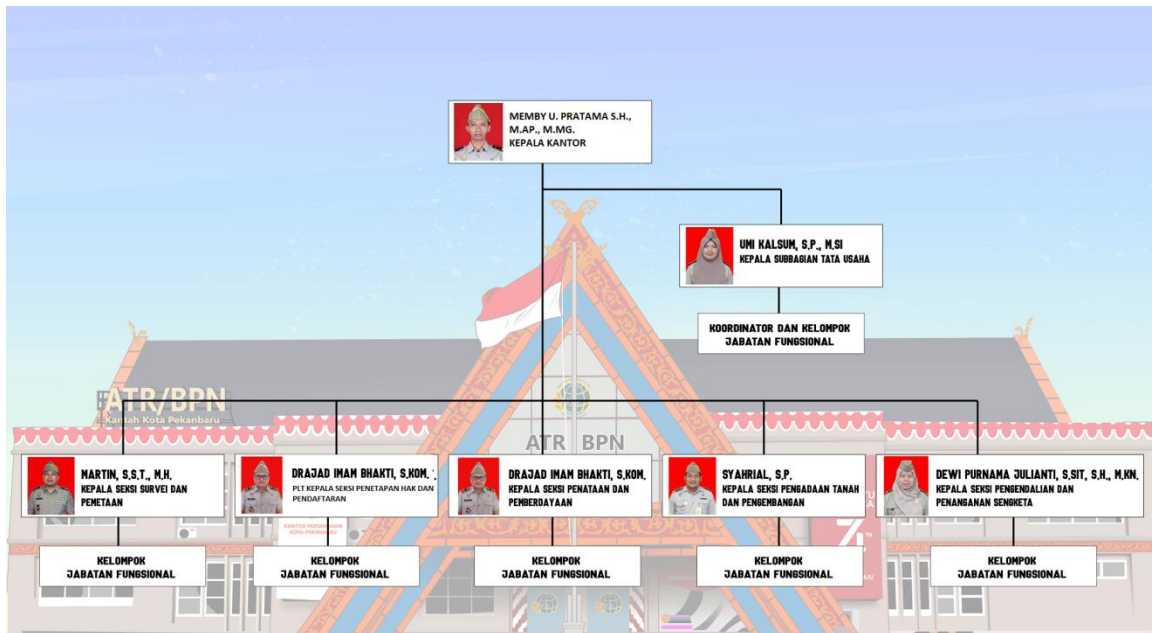 MEMBY U. PRATAMA S.H.,
M.AP., M.MG.
KEPALA KANTOR
UMI KALSUM, S.P., M.SI
KEPALA SUBBAGIAN TATA USAHA
KOORDINATOR DAN KELOMPOK
JABATAN FUNGSIONAL
ATR/BPN
Kantah Kota Pekanbaru
ATR BPN
MARTIN, S.S.T., M.H.
KEPALA SEKSI SURVEI DAN
PEMETAAN
DRAJAD IMAM BHAKTI, S.KOM.
PLT KEPALA SEKSI PENETAPAN HAK DAN
PENDAFTARAN
DRAJAD IMAM BHAKTI, S.KOM.
KEPALA SEKSI PENATAAN DAN
PEMBERDAYAAN
SYAHRIAL, S.P.
KEPALA SEKSI PENGADAAN TANAH
DAN PENGEMBANGAN
DEWI PURNAMA JULIANTI, S.SIT, S.H., M.KN.
KEPALA SEKSI PENGENDALIAN DAN
PENANGANAN SENGKETA
KANTOR PERTANAHAN
KOTA PEKANBARU
KELOMPOK
JABATAN FUNGSIONAL
KELOMPOK
JABATAN FUNGSIONAL
KELOMPOK
JABATAN FUNGSIONAL
KELOMPOK
JABATAN FUNGSIONAL
KELOMPOK
JABATAN FUNGSIONAL